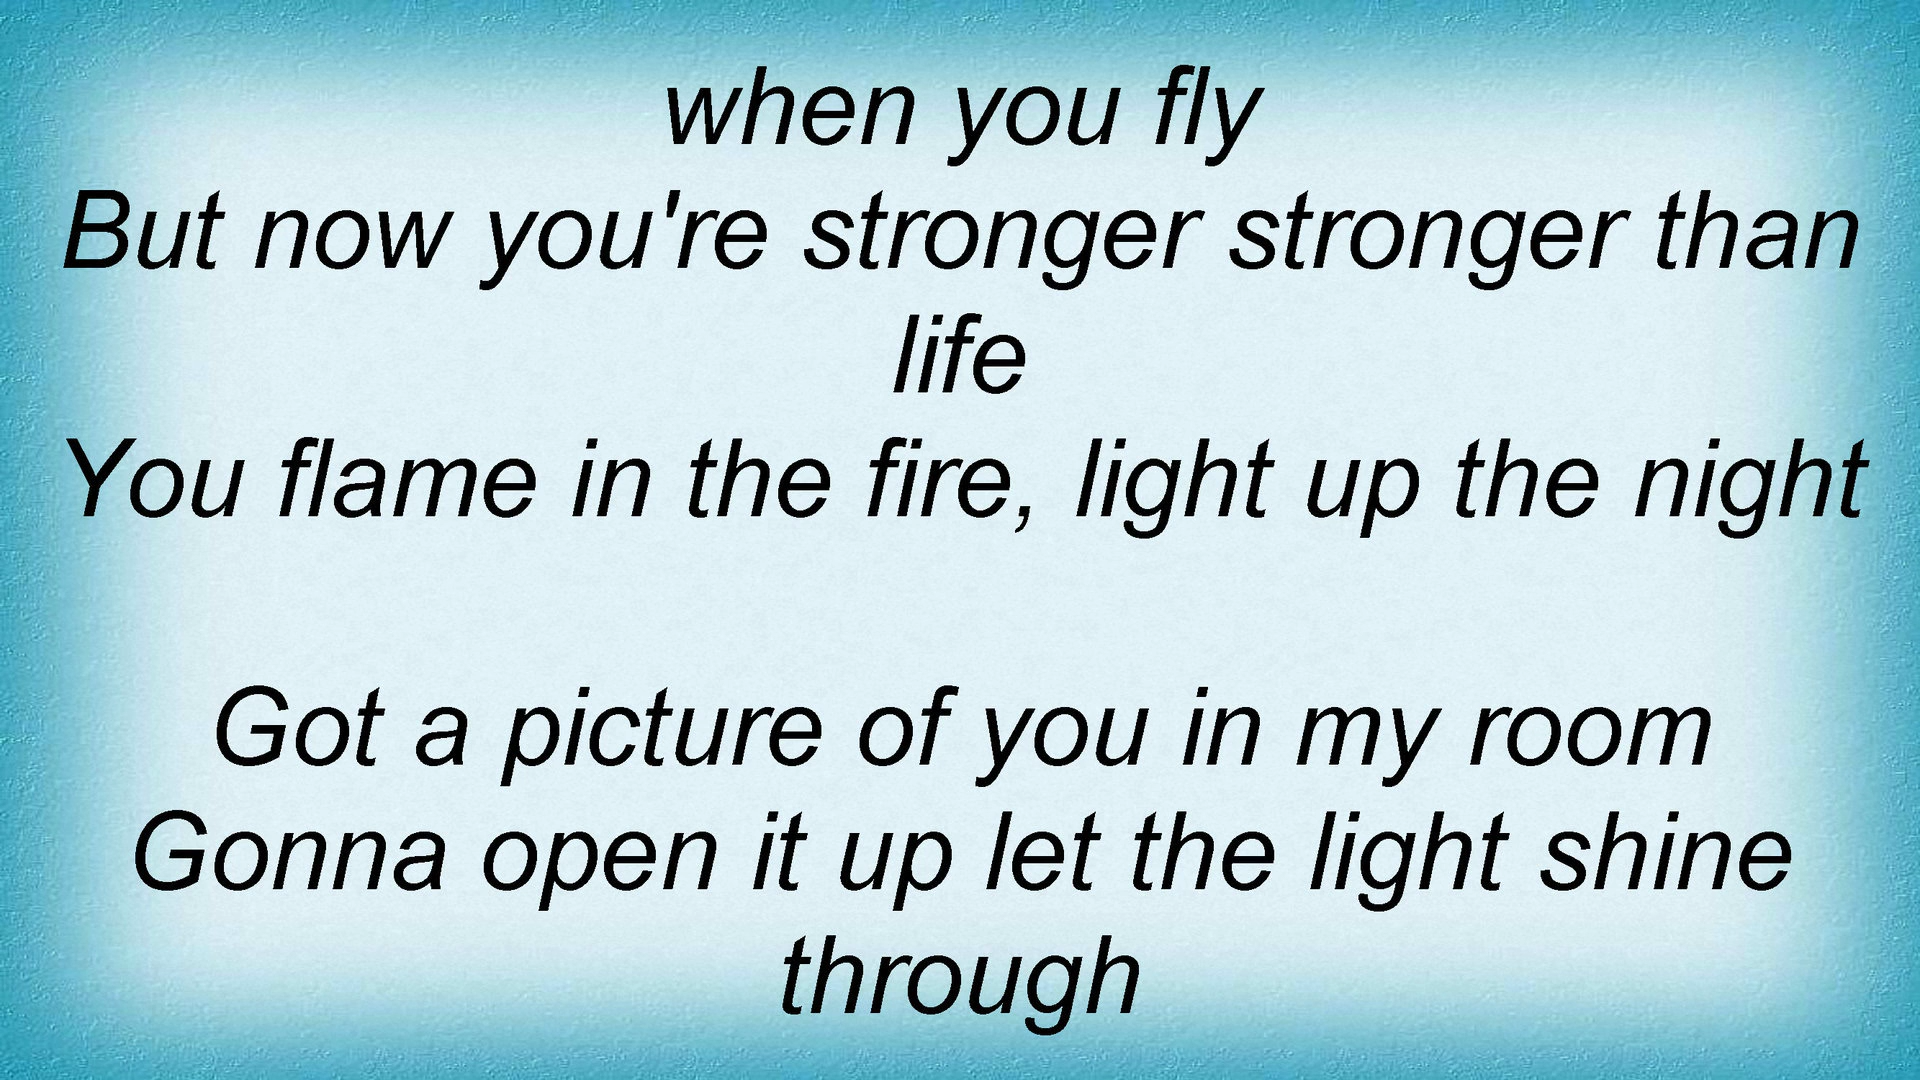 when you fly
But now you're stronger stronger than
life
You flame in the fire, light up the night
Got a picture of you in my room
Gonna open it up let the light shine
through